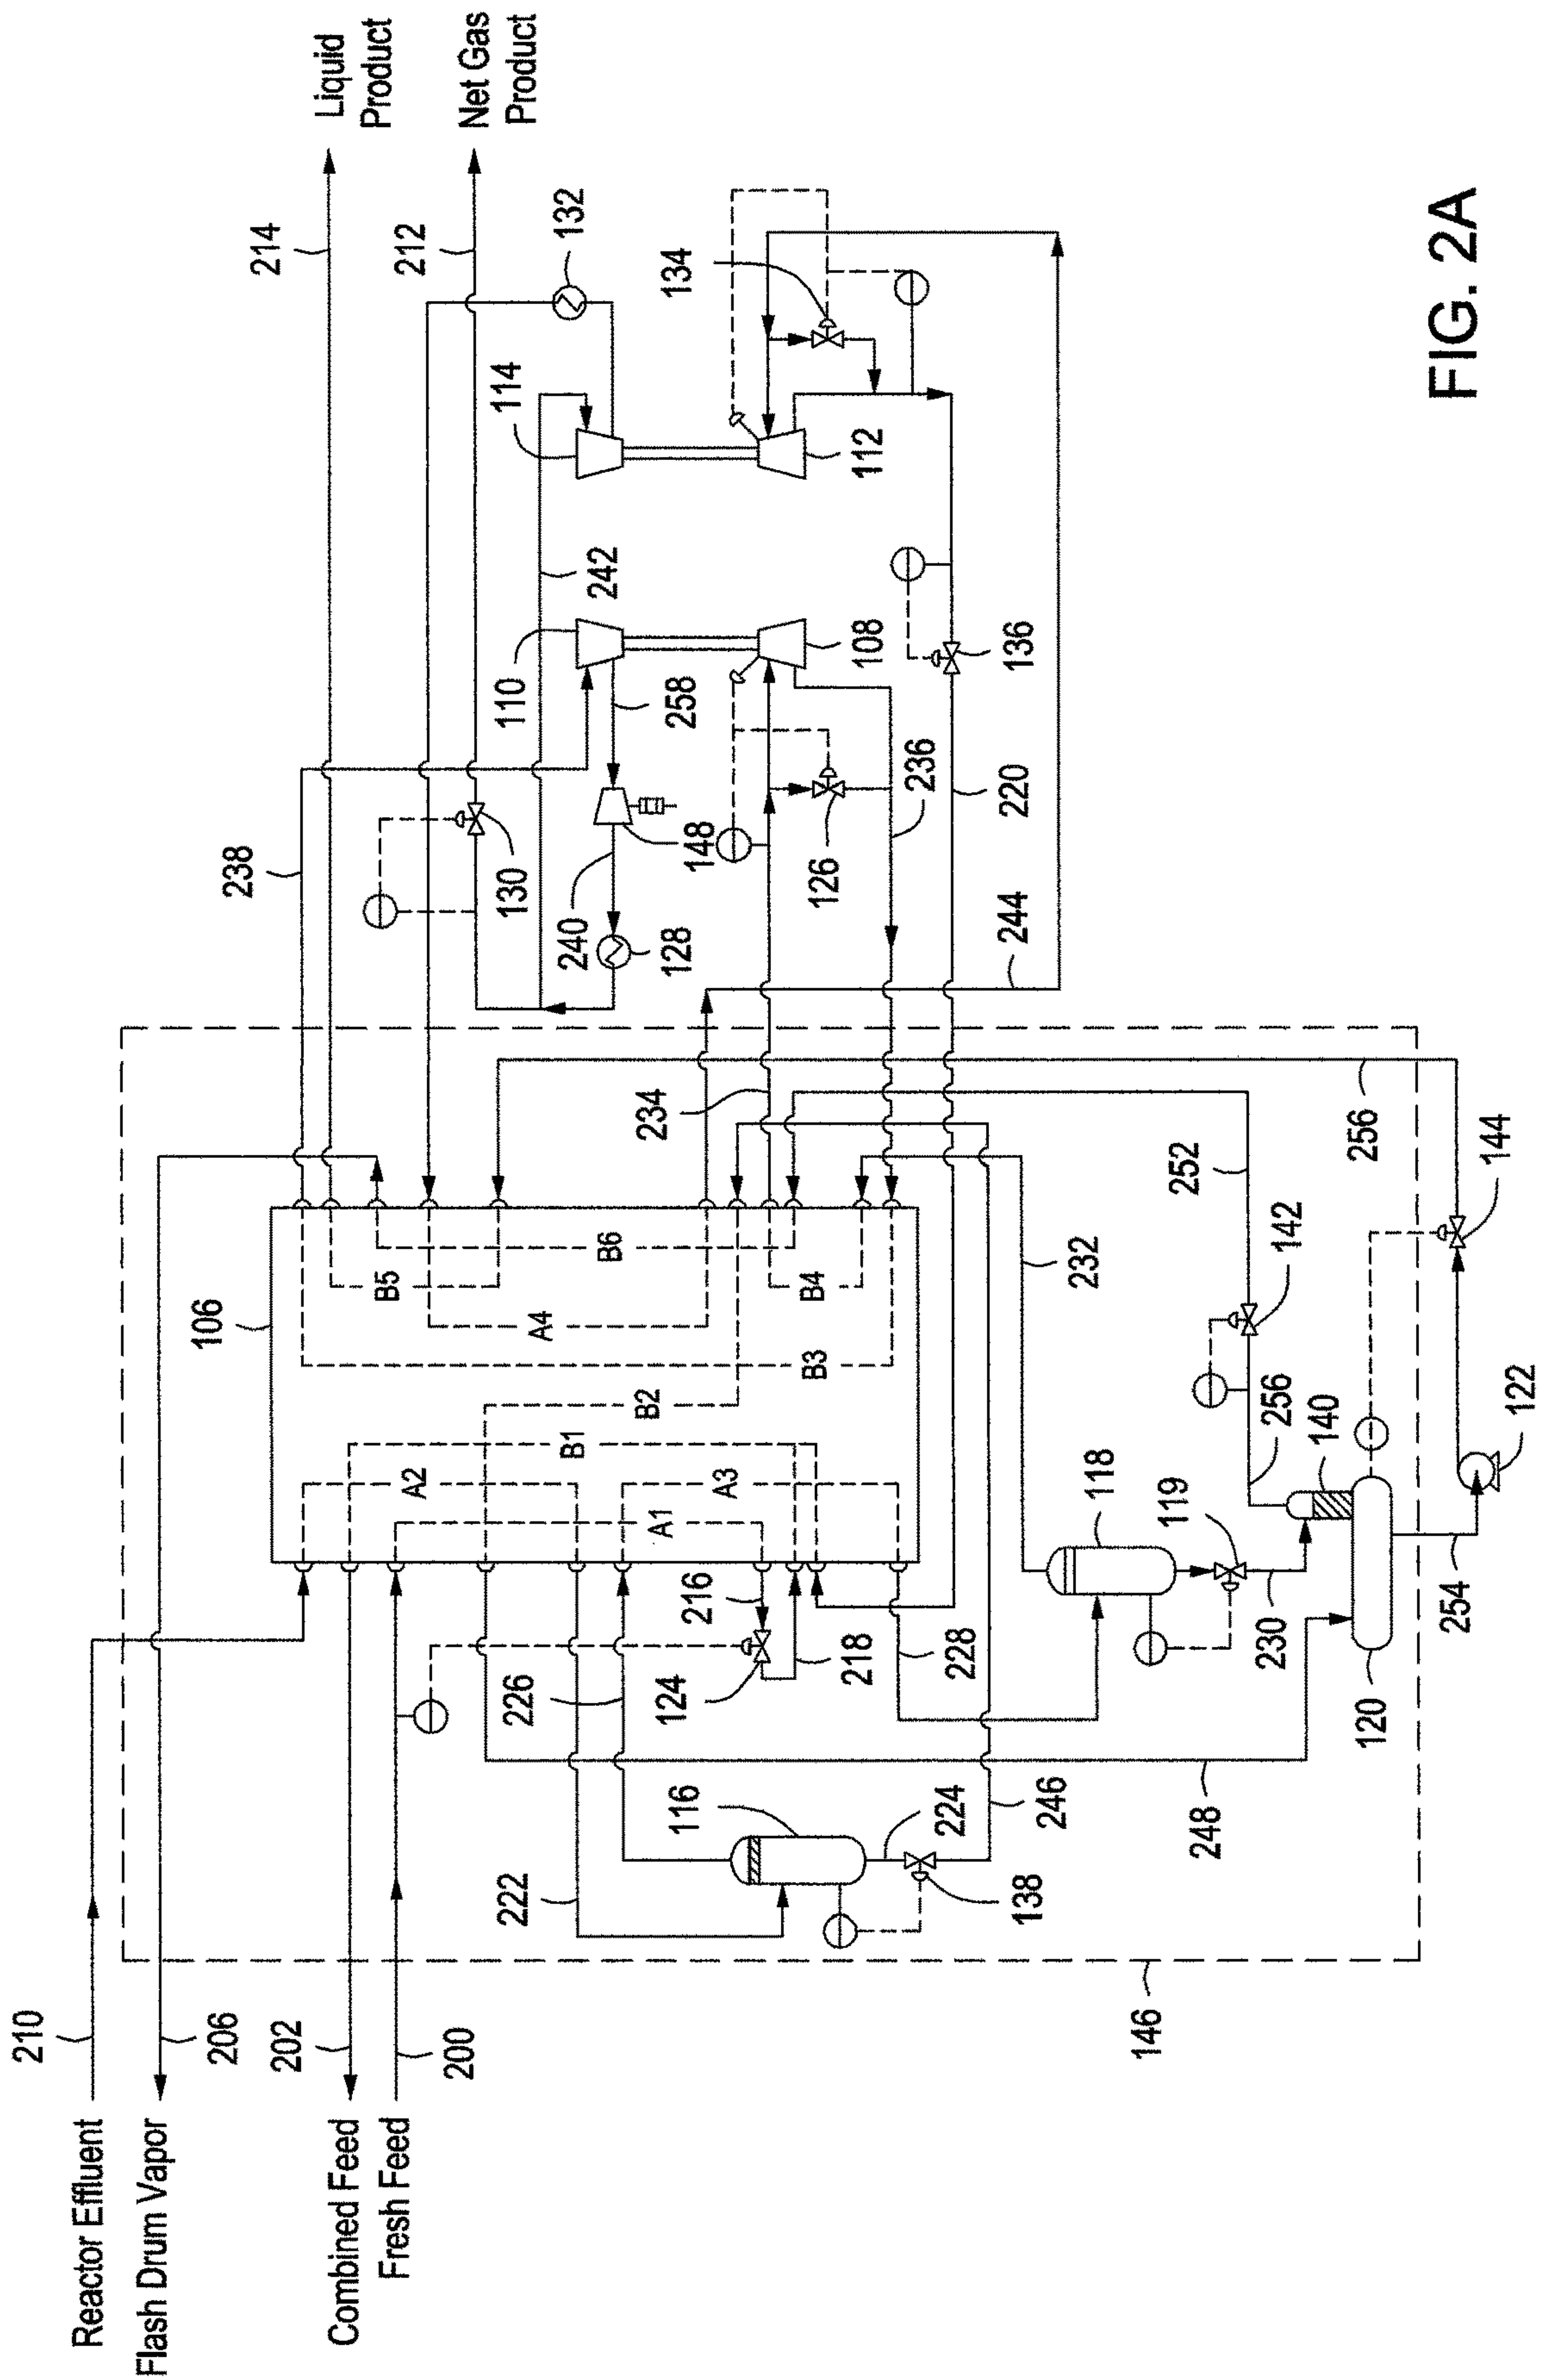 Reactor Effluent
210
Flash Drum Vapor
206
Combined Feed
202
Fresh Feed
200
Liquid
Product
214
Net Gas
Product
212
132
114
134
112
242
110
258
108
136
238
130
240
148
128
126
236
220
244
234
106
B5
B6
A4
B4
B3
B2
B1
A2
A3
A1
216
218
124
226
228
222
116
224
138
246
248
232
118
119
230
252
142
256
140
120
254
122
144
256
146
FIG. 2A